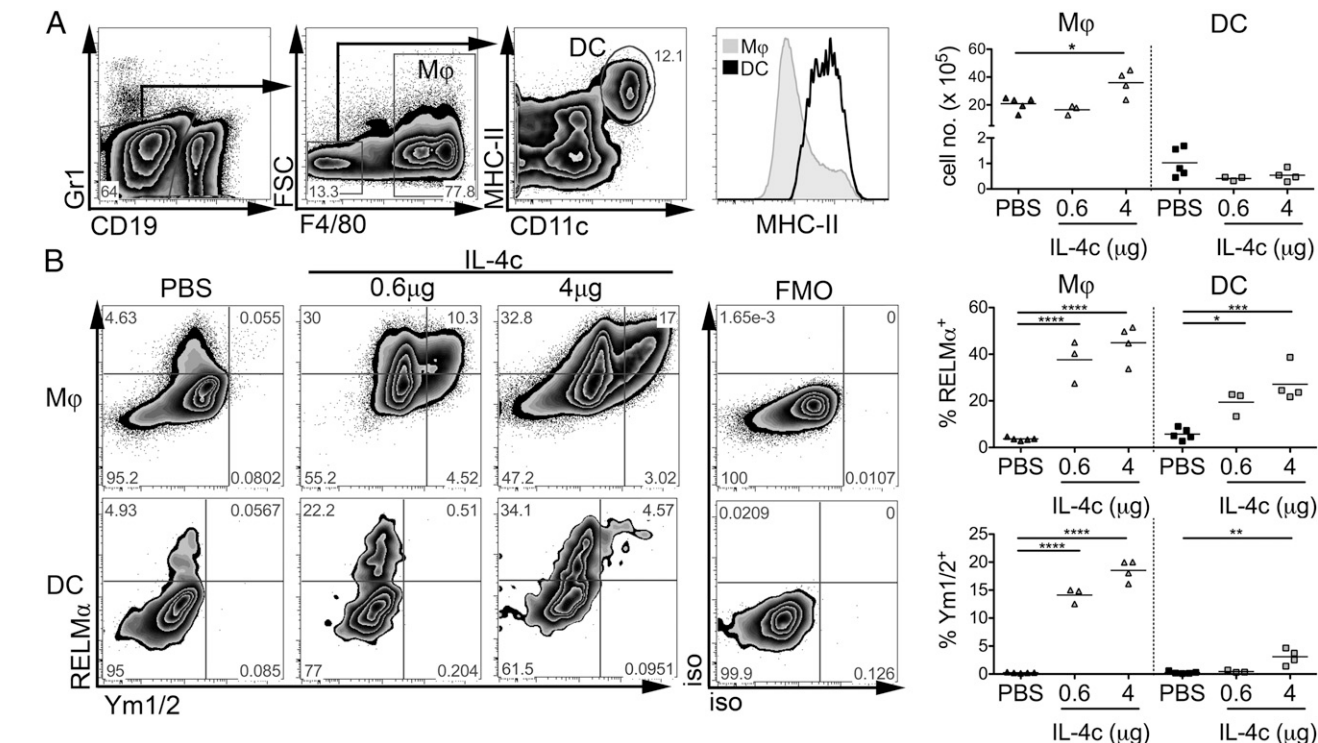 A
Gr1
64
CD19
FSC
Mφ
13.3
77.8
F4/80
MHC-II
DC
12.1
CD11c
Mφ
DC
MHC-II
Mφ DC
cell no. (x 10⁵)
60
40
20
2
1
0
*
PBS 0.6 4 PBS 0.6 4
IL-4c (μg) IL-4c (μg)
B
IL-4c
PBS 0.6μg 4μg FMO
Mφ
4.63 0.055
95.2 0.0802
30 10.3
55.2 4.52
32.8 17
47.2 3.02
1.65e-3 0
100 0.0107
DC
4.93 0.0567
95 0.085
22.2 0.51
77 0.204
34.1 4.57
61.5 0.0951
0.0209 0
99.9 0.126
RELMα
Ym1/2
iso
iso
Mφ DC
% RELMα⁺
60
40
20
0
**** ***
**** *
PBS 0.6 4 PBS 0.6 4
IL-4c (μg) IL-4c (μg)
% Ym1/2⁺
25
20
15
10
5
0
**** **
****
PBS 0.6 4 PBS 0.6 4
IL-4c (μg) IL-4c (μg)